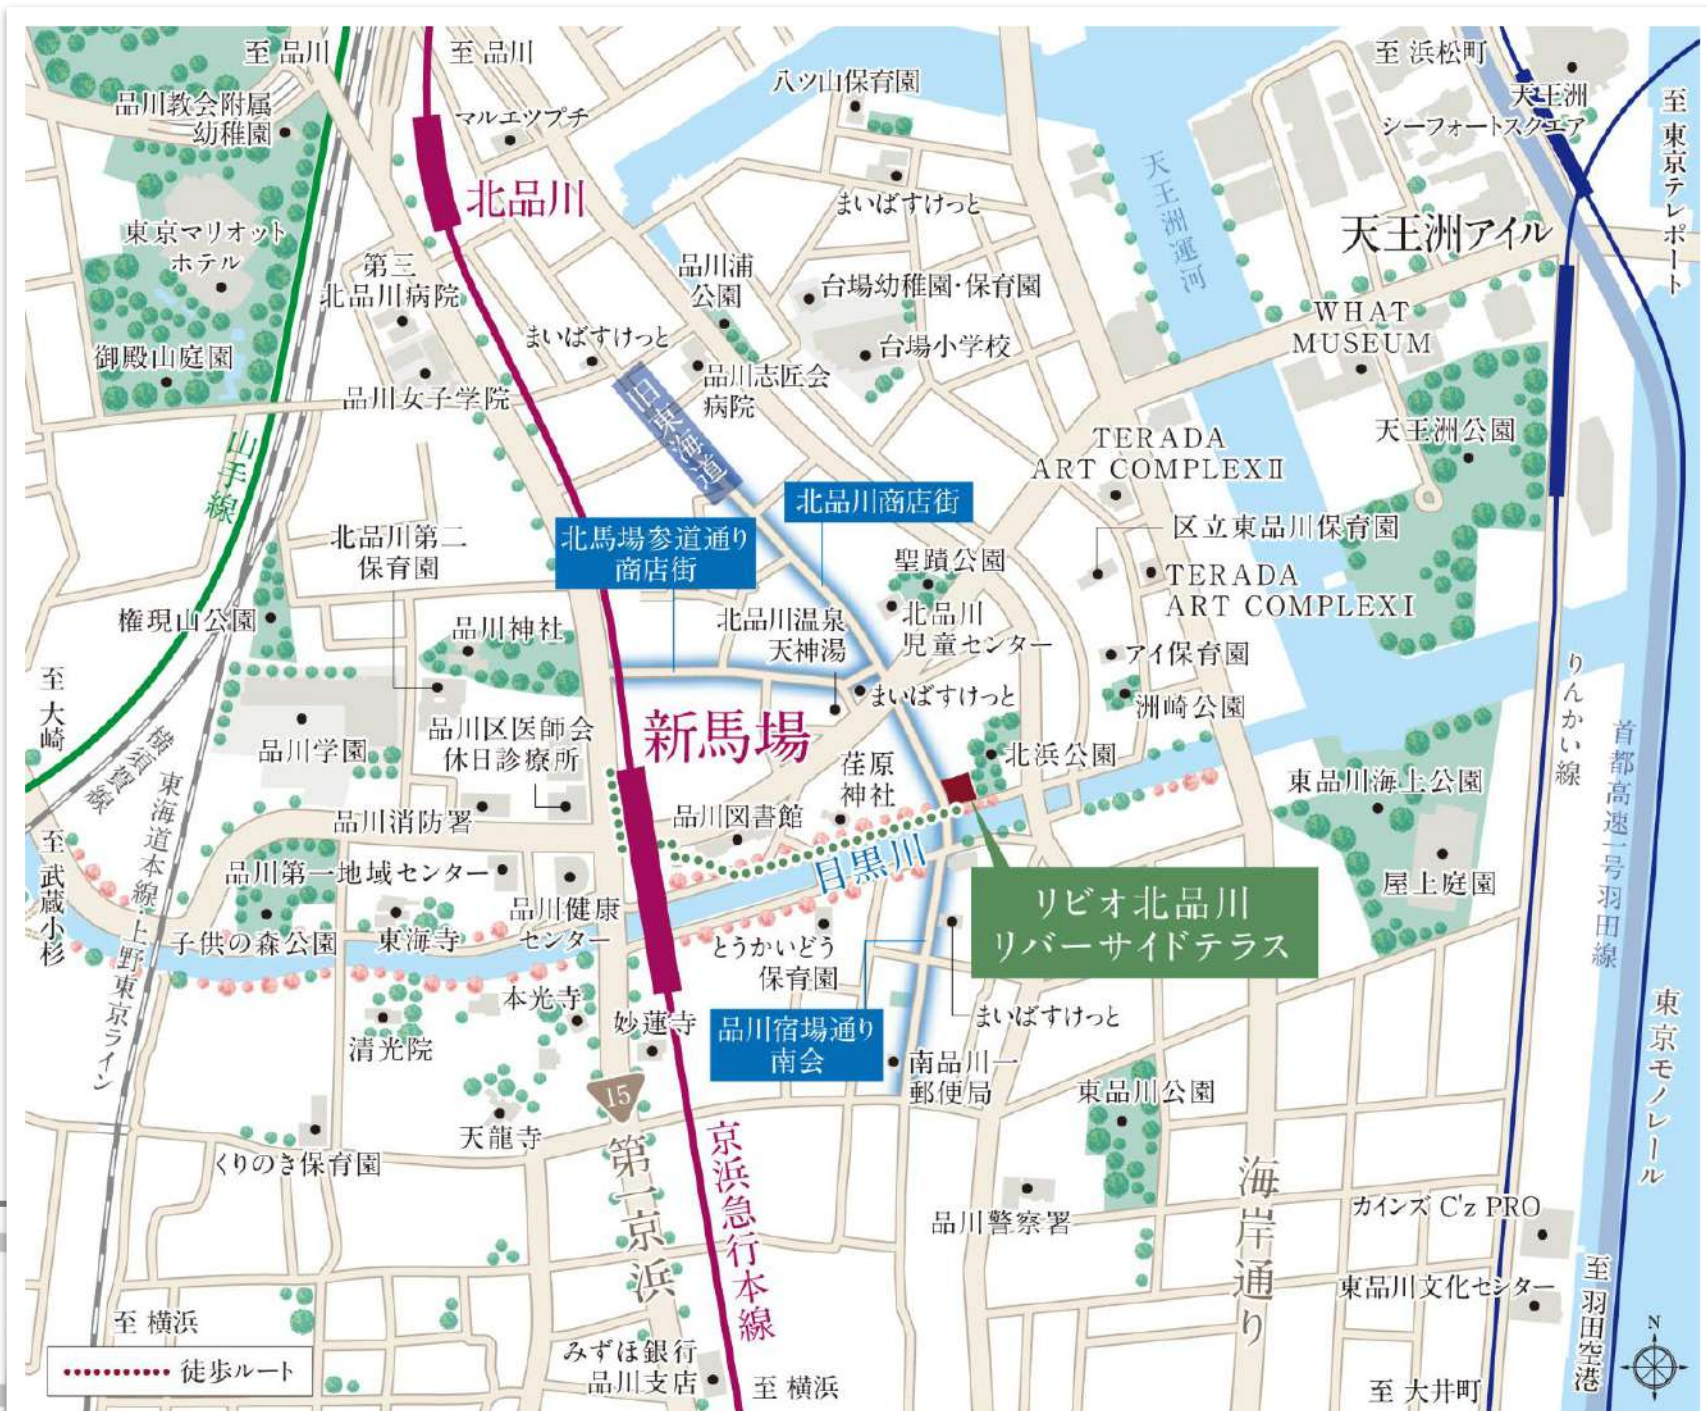 至 品川
至 品川
八ツ山保育園
至 浜松町
天王洲
シーフォートスクエア
至 東京テレポート
品川教会附属
幼稚園
マルエツプチ
北品川
まいばすけっと
天王洲運河
天王洲アイル
東京マリオット
ホテル
第三
北品川病院
品川浦
公園
台場幼稚園・保育園
WHAT
MUSEUM
まいばすけっと
台場小学校
御殿山庭園
品川女子学院
品川志匠会
病院
旧東海道
山手線
天王洲公園
TERADA
ART COMPLEXⅡ
北品川商店街
北馬場参道通り
商店街
北品川第二
保育園
区立東品川保育園
聖蹟公園
TERADA
ART COMPLEXⅠ
権現山公園
品川神社
北品川温泉
天神湯
北品川
児童センター
アイ保育園
まいばすけっと
洲崎公園
至 大崎
横須賀線
東海道本線・上野東京ライン
品川学園
品川区医師会
休日診療所
新馬場
荏原
神社
北浜公園
りんかい線
首都高速一号羽田線
東品川海上公園
品川消防署
品川図書館
至 武蔵小杉
品川第一地域センター
目黒川
屋上庭園
リビオ北品川
リバーサイドテラス
子供の森公園
東海寺
品川健康
センター
とうかいどう
保育園
本光寺
妙蓮寺
清光院
品川宿場通り
南会
まいばすけっと
南品川一
郵便局
東品川公園
東京モノレール
15
天龍寺
くりのき保育園
第一京浜
京浜急行本線
品川警察署
海岸通り
カインズ C'z PRO
東品川文化センター
至 羽田空港
至 横浜
みずほ銀行
品川支店
至 横浜
至 大井町
N
徒歩ルート